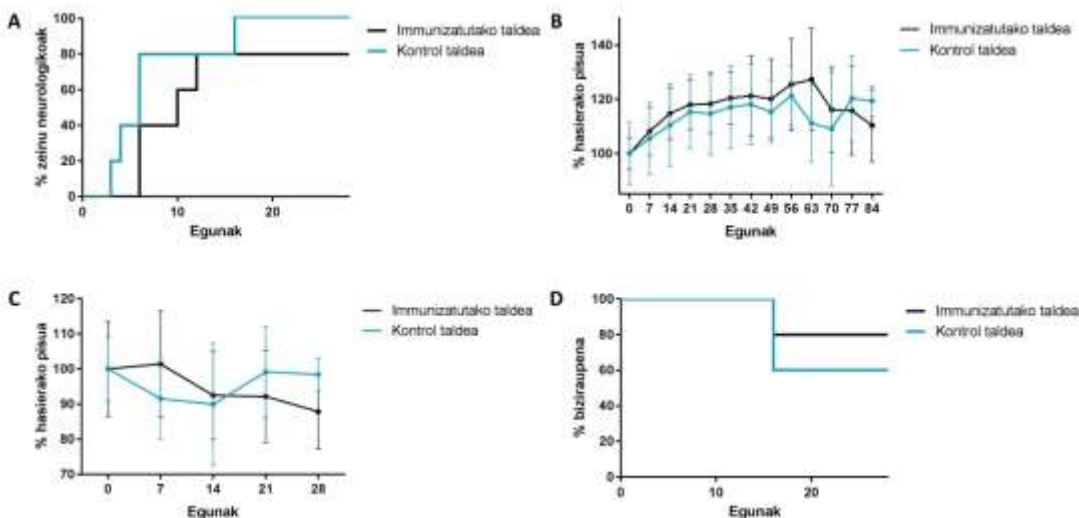 A
% zeinu neurologikoak
100
80
60
40
20
0
0 10 20
Egunak
Immunizatutako taldea
Kontrol taldea
B
% hasierako pisua
140
120
100
0 7 14 21 28 35 42 49 56 63 70 77 84
Egunak
Immunizatutako taldea
Kontrol taldea
C
% hasierako pisua
120
110
100
90
80
70
0 7 14 21 28
Egunak
Immunizatutako taldea
Kontrol taldea
D
% biziraupena
100
80
60
40
20
0
0 10 20
Egunak
Immunizatutako taldea
Kontrol taldea